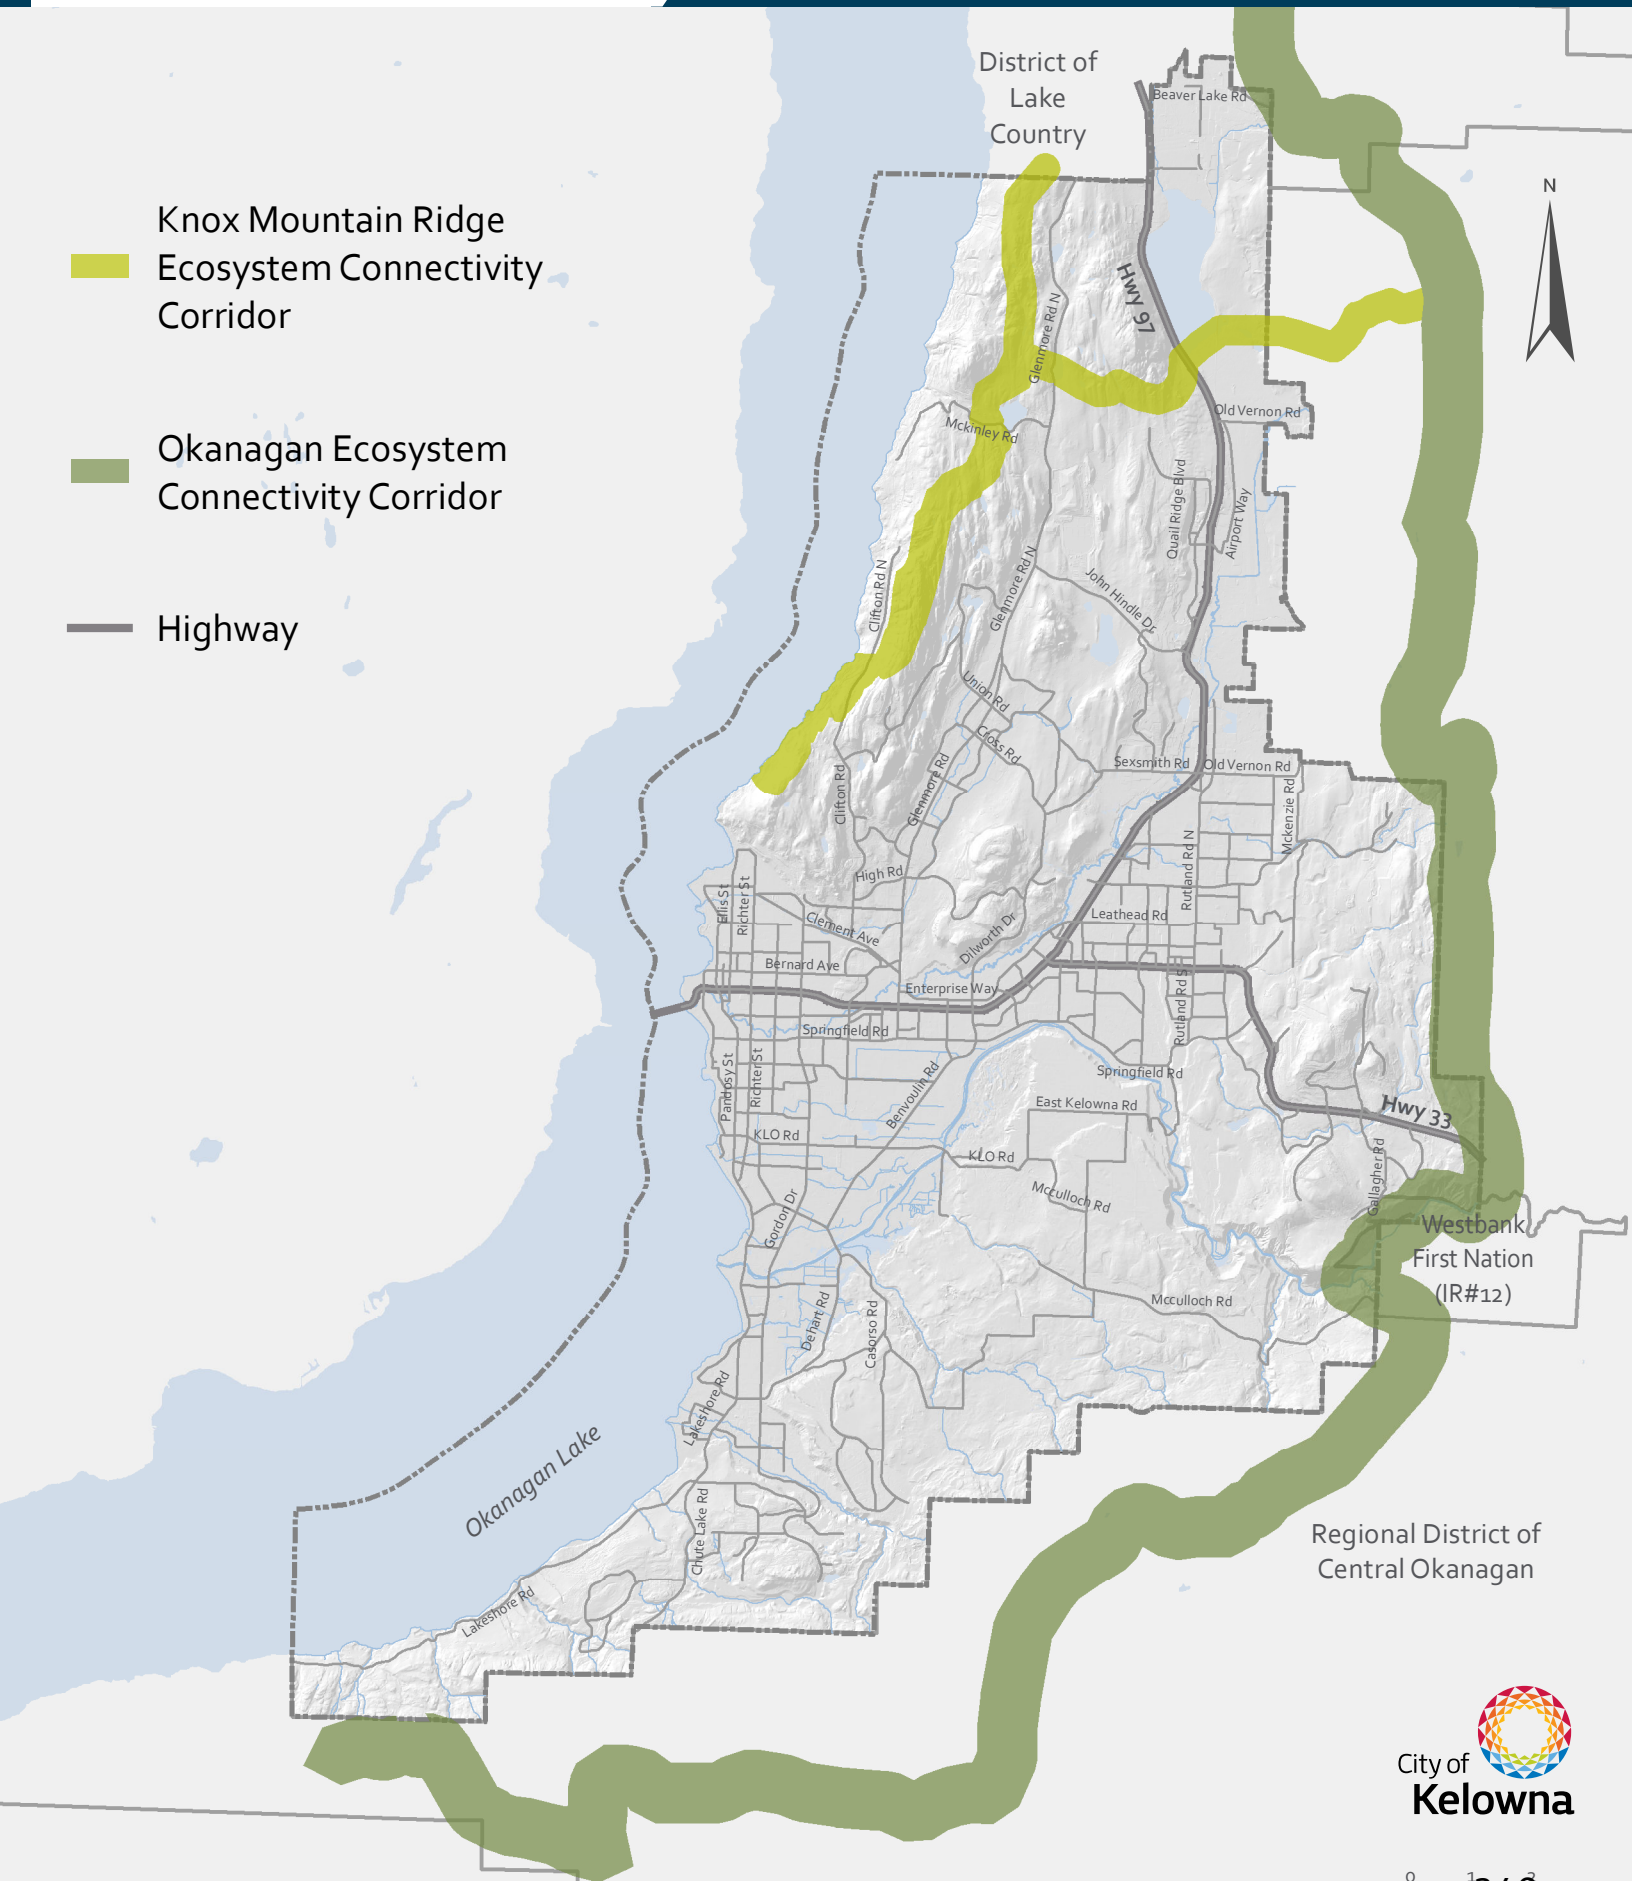 District of
Lake
Country
Beaver Lake Rd
N
Knox Mountain Ridge
Ecosystem Connectivity
Corridor
Hwy 97
Glenmore Rd N
Old Vernon Rd
Mckinley Rd
Okanagan Ecosystem
Connectivity Corridor
Quail Ridge Blvd
Airport Way
Clifton Rd N
Glenmore Rd N
John Hindle Dr
Highway
Union Rd
Cross Rd
Sexsmith Rd
Old Vernon Rd
Clifton Rd
Glenmore Rd
Mckenzie Rd
Rutland Rd N
High Rd
Ellis St
Richter St
Clement Ave
Leathead Rd
Dilworth Dr
Bernard Ave
Enterprise Way
Rutland Rd S
Springfield Rd
Pandosy St
Richter St
Benvoulin Rd
Springfield Rd
East Kelowna Rd
Hwy 33
KLO Rd
KLO Rd
Gallagher Rd
Mcculloch Rd
Gordon Dr
Westbank
First Nation
(IR#12)
Mcculloch Rd
Dehart Rd
Casorso Rd
Lakeshore Rd
Okanagan Lake
Chute Lake Rd
Regional District of
Central Okanagan
Lakeshore Rd
City of
Kelowna